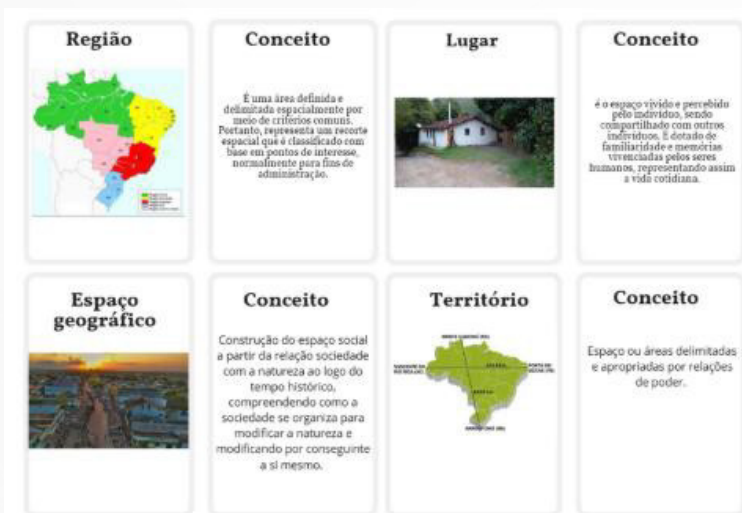 Região
Conceito
É uma área definida e
delimitada espacialmente por
meio de critérios comuns.
Portanto, representa um recorte
espacial que é classificado com
base em pontos de interesse,
normalmente para fins de
administração.
Lugar
Conceito
é o espaço vivido e percebido
pelo indivíduo, sendo
compartilhado com outros
indivíduos. É dotado de
familiaridade e memórias
vivenciadas pelos seres
humanos, representando assim
a vida cotidiana.
Espaço
geográfico
Conceito
Construção do espaço social
a partir da relação sociedade
com a natureza ao logo do
tempo histórico,
compreendendo como a
sociedade se organiza para
modificar a natureza e
modificando por conseguinte
a si mesmo.
Território
Conceito
Espaço ou áreas delimitadas
e apropriadas por relações
de poder.